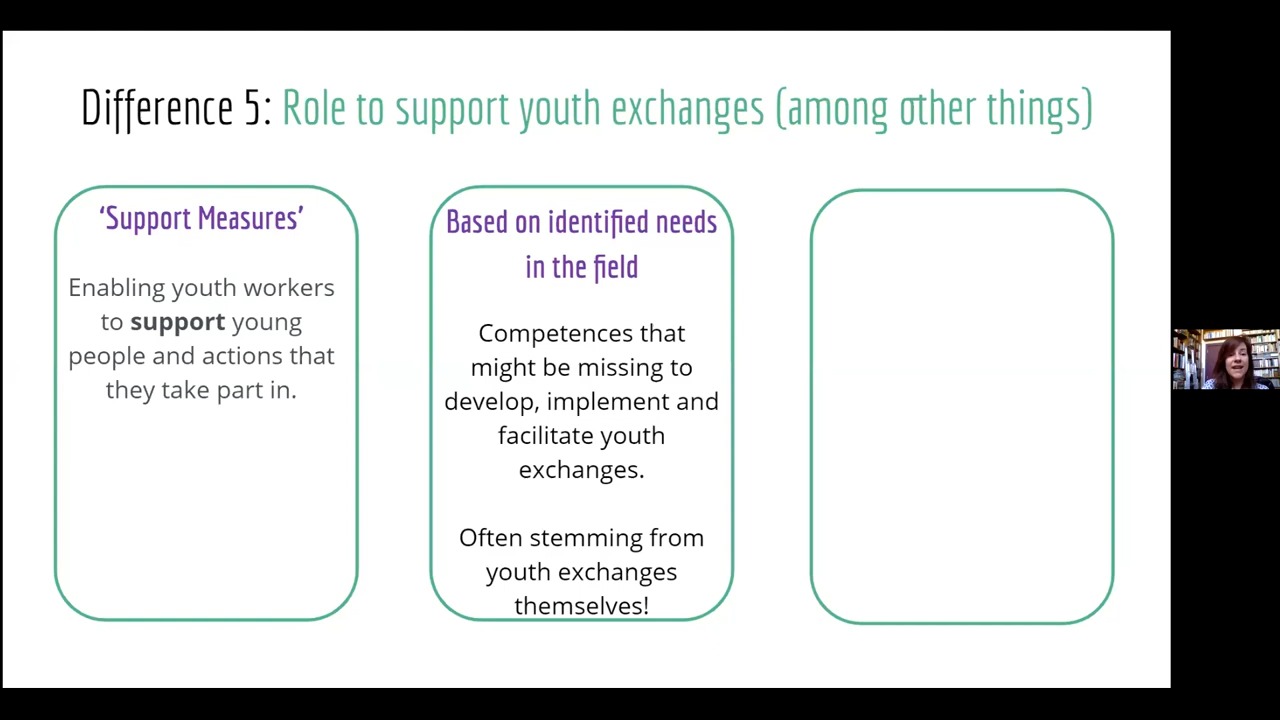 Difference 5: Role to support youth exchanges (among other things)
‘Support Measures’
Enabling youth workers
to support young
people and actions that
they take part in.
Based on identified needs
in the field
Competences that
might be missing to
develop, implement and
facilitate youth
exchanges.
Often stemming from
youth exchanges
themselves!